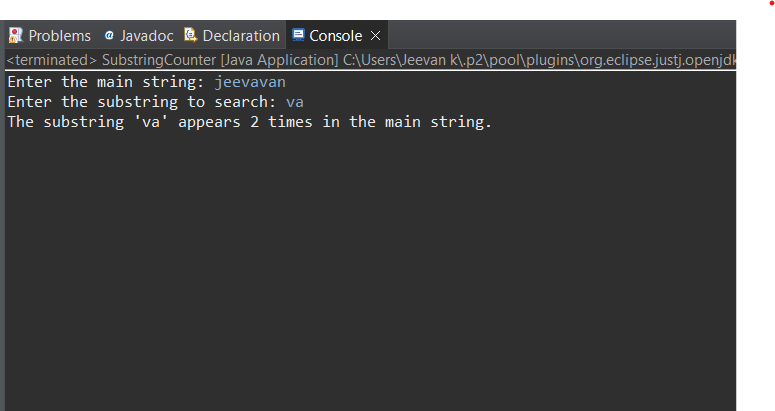 Problems @ Javadoc Declaration Console
<terminated> SubstringCounter [Java Application] C:\Users\Jeevan k\.p2\pool\plugins\org.eclipse.justj.openjdk
Enter the main string: jeevavan
Enter the substring to search: va
The substring 'va' appears 2 times in the main string.